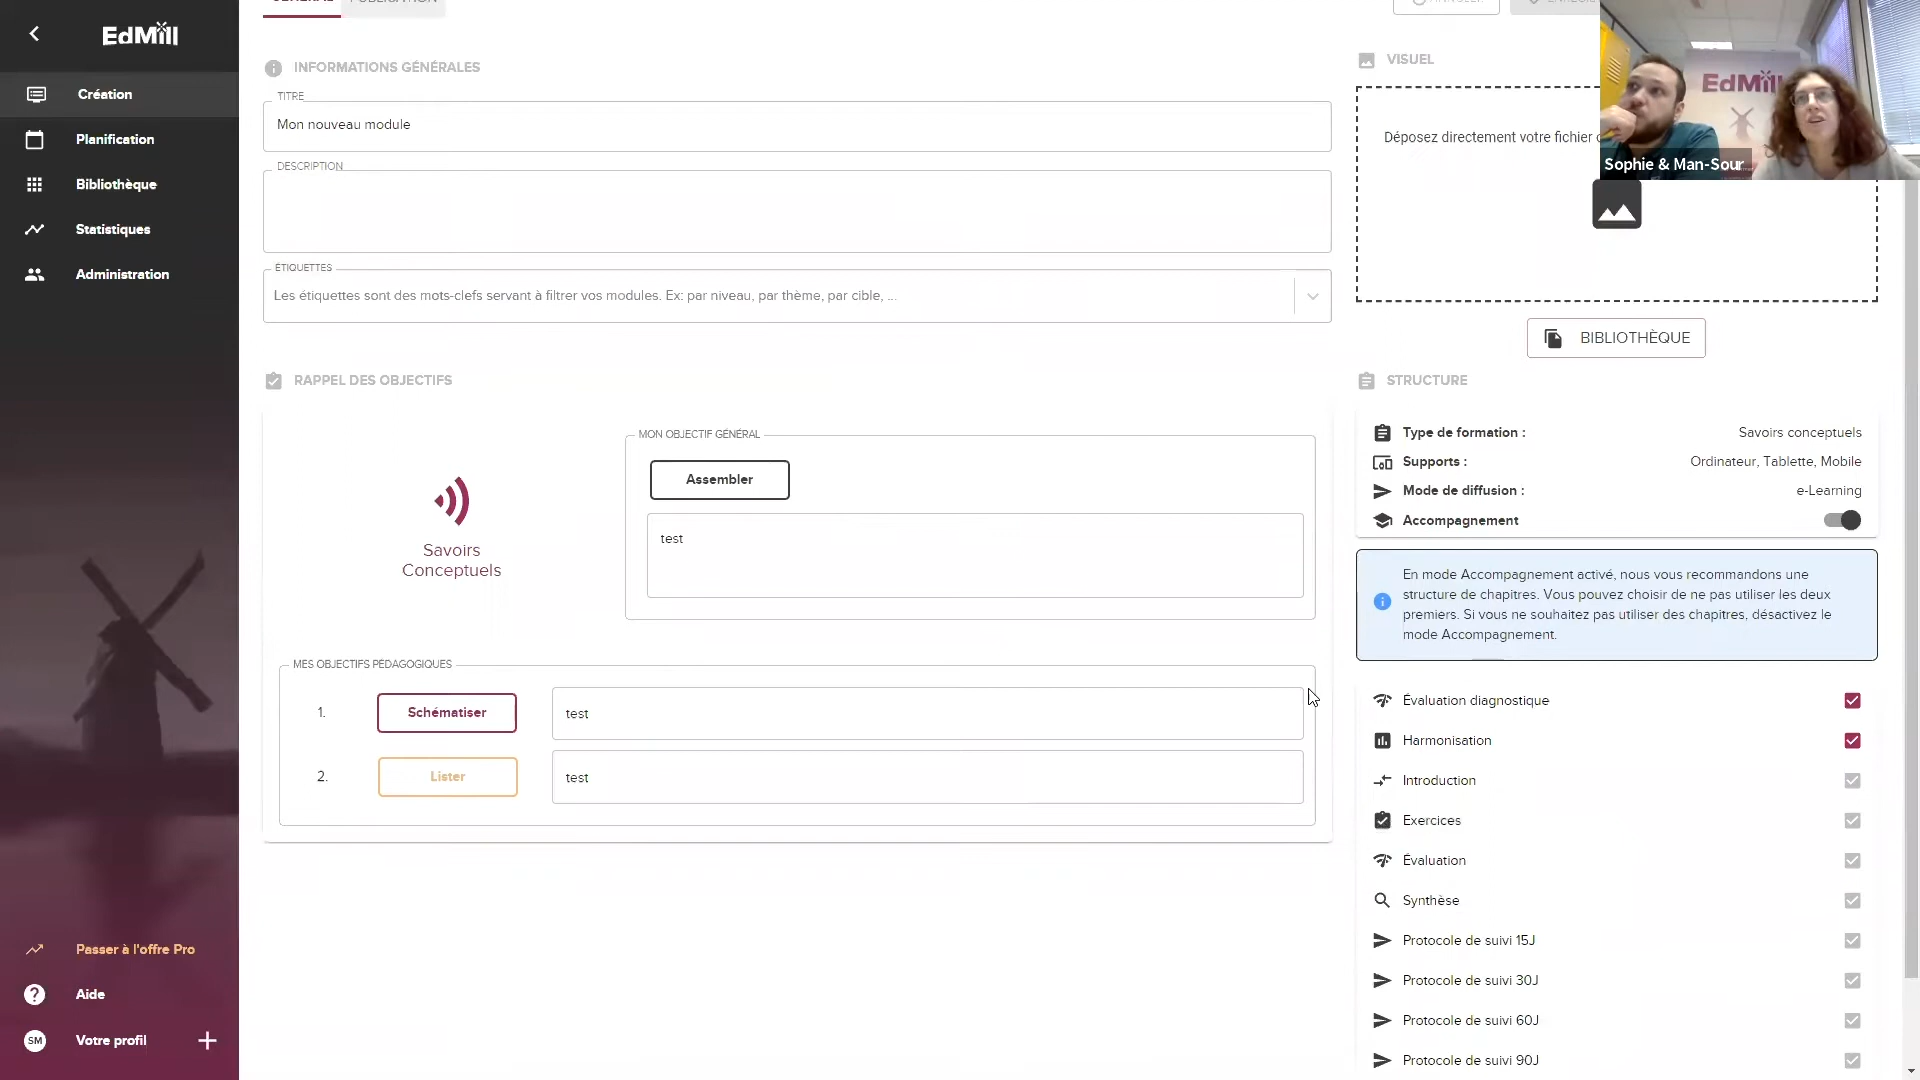 EdMill
Création
Planification
Bibliothèque
Statistiques
Administration
Passer à l'offre Pro
Aide
SM
Votre profil
INFORMATIONS GÉNÉRALES
TITRE
Mon nouveau module
DESCRIPTION
ÉTIQUETTES
Les étiquettes sont des mots-clefs servant à filtrer vos modules. Ex: par niveau, par thème, par cible, ...
RAPPEL DES OBJECTIFS
Savoirs
Conceptuels
MON OBJECTIF GÉNÉRAL
Assembler
test
MES OBJECTIFS PÉDAGOGIQUES
1.
Schématiser
test
2.
Lister
test
VISUEL
Déposez directement votre fichier
EdMill
Sophie & Man-Sour
BIBLIOTHÈQUE
STRUCTURE
Type de formation :
Savoirs conceptuels
Supports :
Ordinateur, Tablette, Mobile
Mode de diffusion :
e-Learning
Accompagnement
En mode Accompagnement activé, nous vous recommandons une
structure de chapitres. Vous pouvez choisir de ne pas utiliser les deux
premiers. Si vous ne souhaitez pas utiliser des chapitres, désactivez le
mode Accompagnement.
Évaluation diagnostique
Harmonisation
Introduction
Exercices
Évaluation
Synthèse
Protocole de suivi 15J
Protocole de suivi 30J
Protocole de suivi 60J
Protocole de suivi 90J